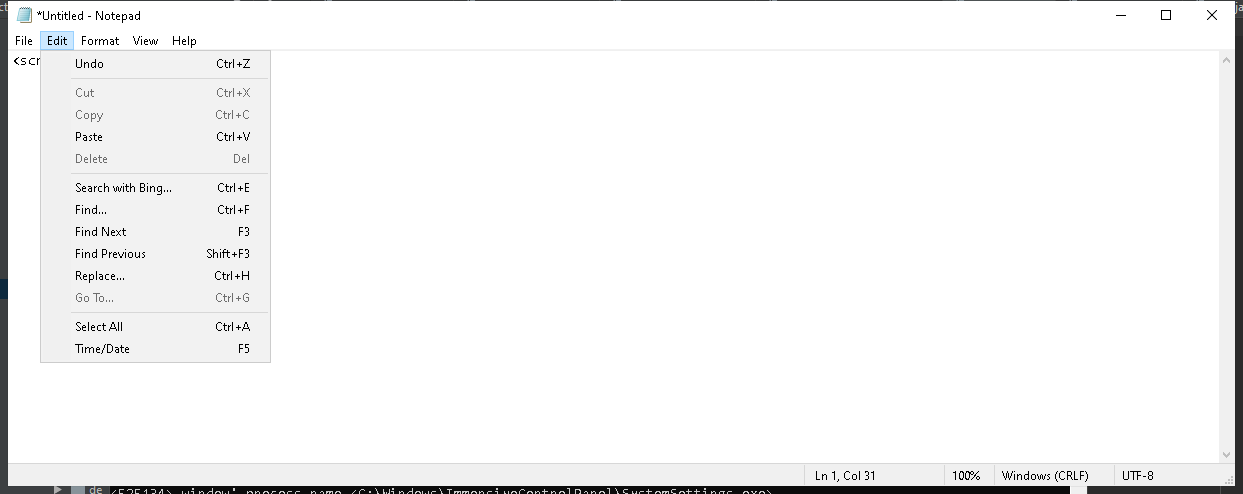 *Untitled - Notepad
File Edit Format View Help
<scr
Undo Ctrl+Z
Cut Ctrl+X
Copy Ctrl+C
Paste Ctrl+V
Delete Del
Search with Bing... Ctrl+E
Find... Ctrl+F
Find Next F3
Find Previous Shift+F3
Replace... Ctrl+H
Go To... Ctrl+G
Select All Ctrl+A
Time/Date F5
Ln 1, Col 31 100% Windows (CRLF) UTF-8
de <525134> window' process name <C:\Windows\ImmersiveControlPanel\SystemSettings.exe>